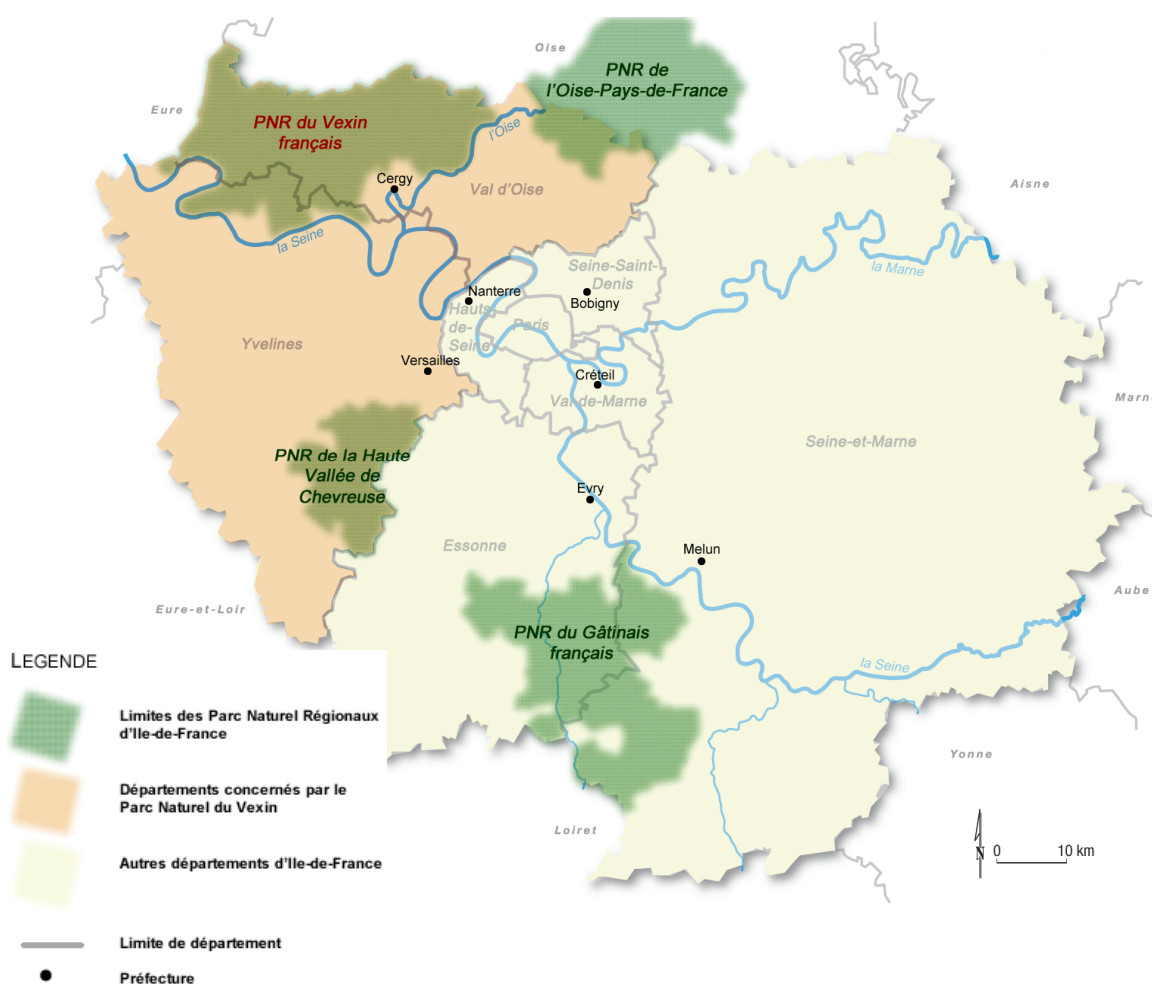 Oise
PNR de
l'Oise-Pays-de-France
Eure
PNR du Vexin
français
l'Oise
Cergy
Val d'Oise
Aisne
la Seine
Seine-Saint-
Denis
la Marne
Nanterre
Bobigny
Hauts-
de-
Seine
Paris
Yvelines
Versailles
Créteil
Val-de-Marne
Marne
Seine-et-Marne
PNR de la Haute
Vallée de
Chevreuse
Evry
Essonne
Melun
Eure-et-Loir
Aube
PNR du Gâtinais
français
la Seine
LEGENDE
Limites des Parc Naturel Régionaux
d'Ile-de-France
Yonne
Départements concernés par le
Parc Naturel du Vexin
Loiret
N
0
10 km
Autres départements d'Ile-de-France
Limite de département
Préfecture